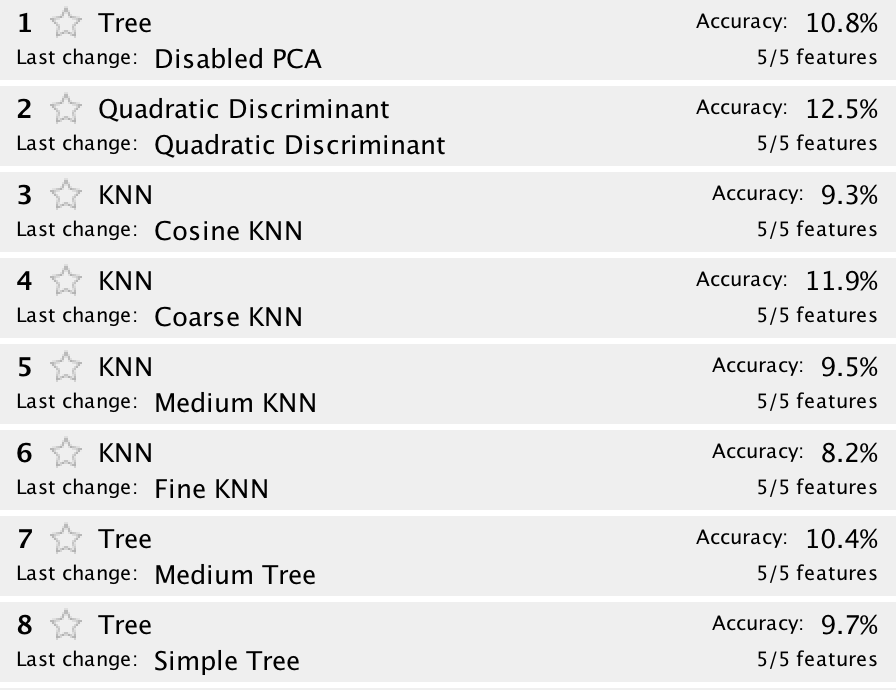 1 Tree Accuracy: 10.8%
Last change: Disabled PCA 5/5 features
2 Quadratic Discriminant Accuracy: 12.5%
Last change: Quadratic Discriminant 5/5 features
3 KNN Accuracy: 9.3%
Last change: Cosine KNN 5/5 features
4 KNN Accuracy: 11.9%
Last change: Coarse KNN 5/5 features
5 KNN Accuracy: 9.5%
Last change: Medium KNN 5/5 features
6 KNN Accuracy: 8.2%
Last change: Fine KNN 5/5 features
7 Tree Accuracy: 10.4%
Last change: Medium Tree 5/5 features
8 Tree Accuracy: 9.7%
Last change: Simple Tree 5/5 features